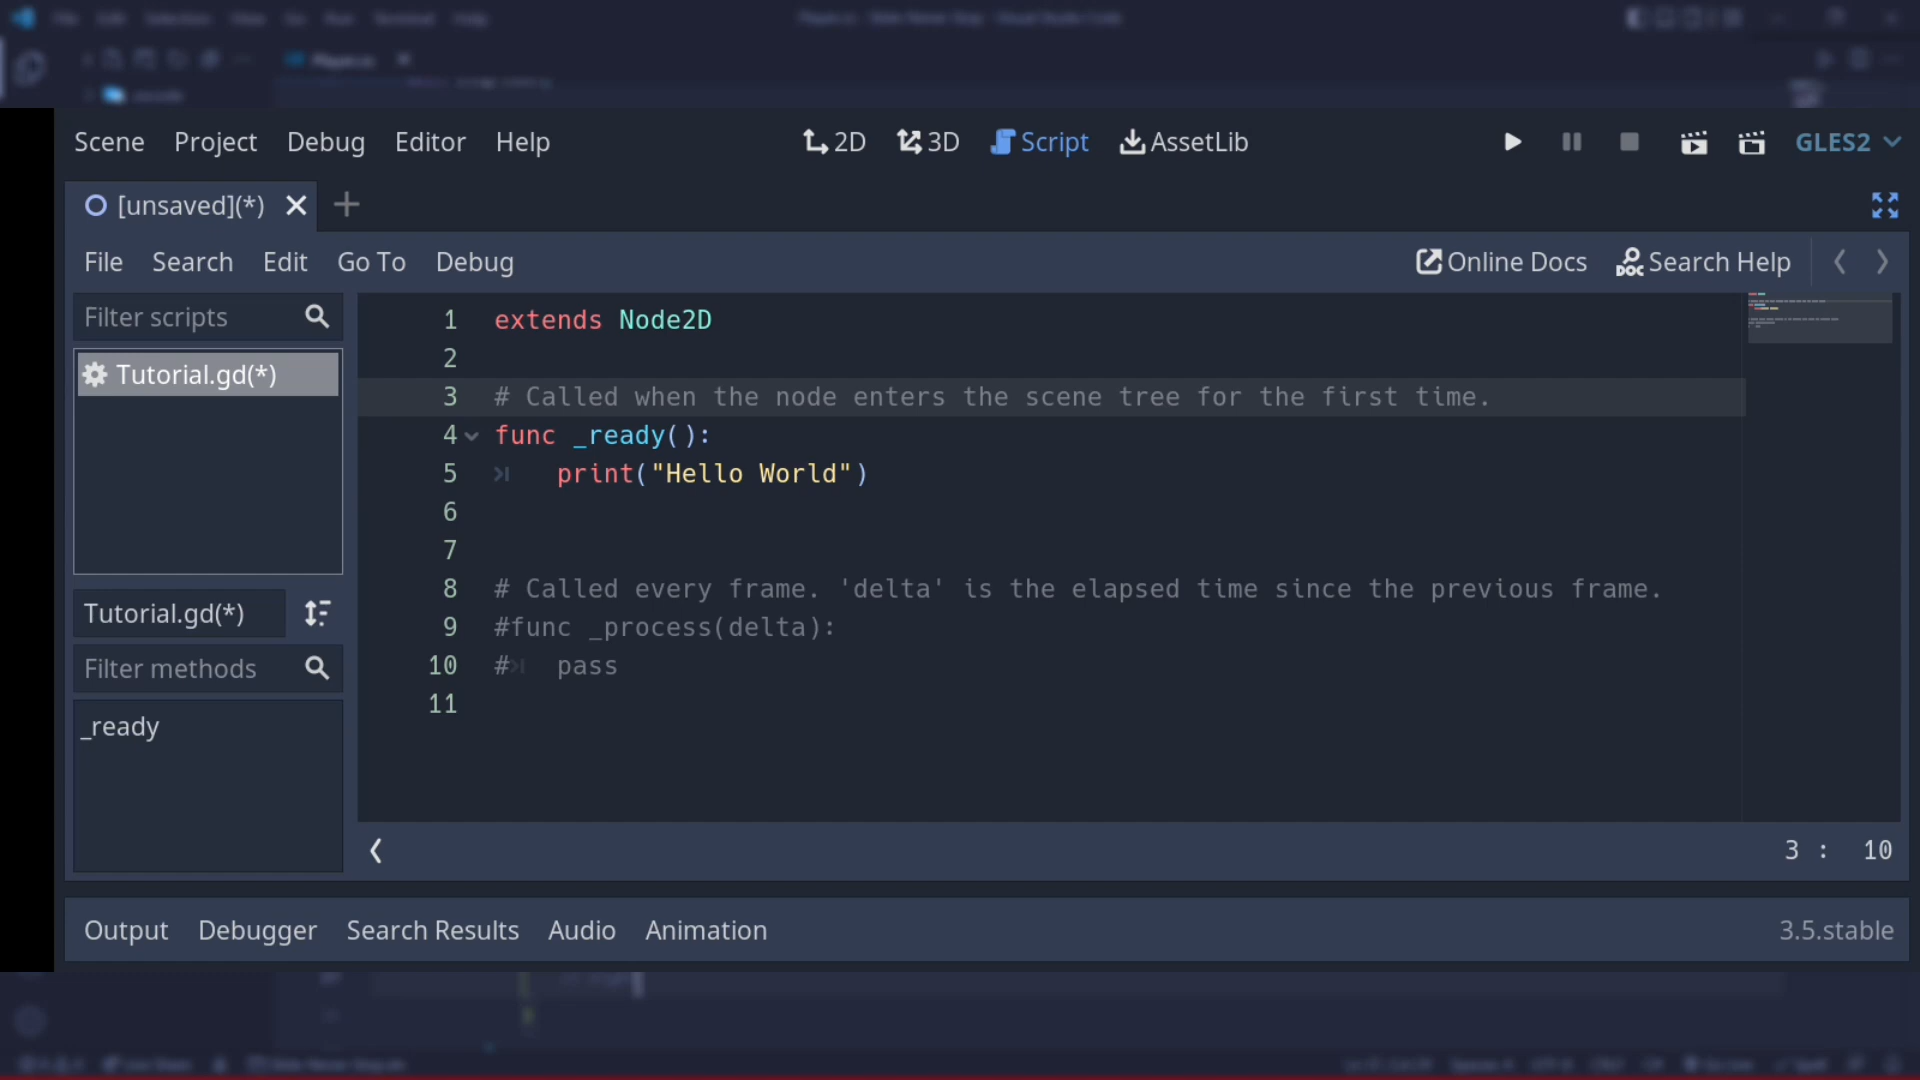 Scene Project Debug Editor Help 2D 3D Script AssetLib GLES2
[unsaved](*)
File Search Edit Go To Debug Online Docs Search Help
Filter scripts
Tutorial.gd(*)
Tutorial.gd(*)
Filter methods
_ready
1 extends Node2D
2
3 # Called when the node enters the scene tree for the first time.
4 func _ready():
5 print("Hello World")
6
7
8 # Called every frame. 'delta' is the elapsed time since the previous frame.
9 #func _process(delta):
10 # pass
11
3 : 10
Output Debugger Search Results Audio Animation 3.5.stable